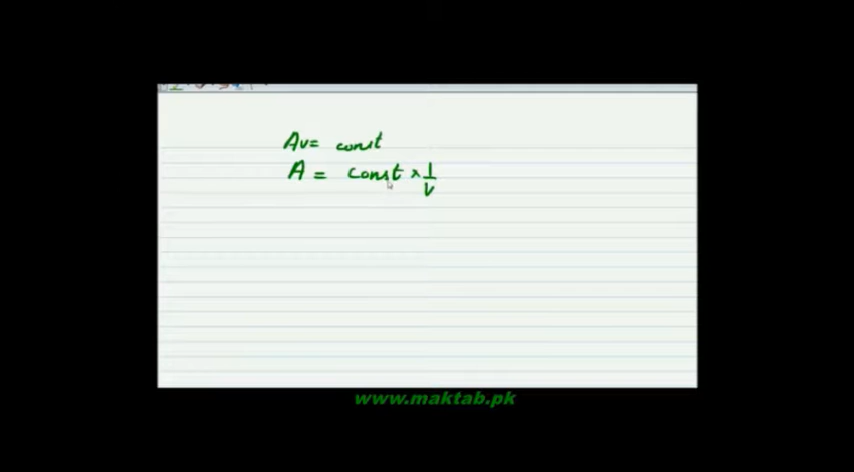 Av= const
A = const × 1/v
www.maktab.pk